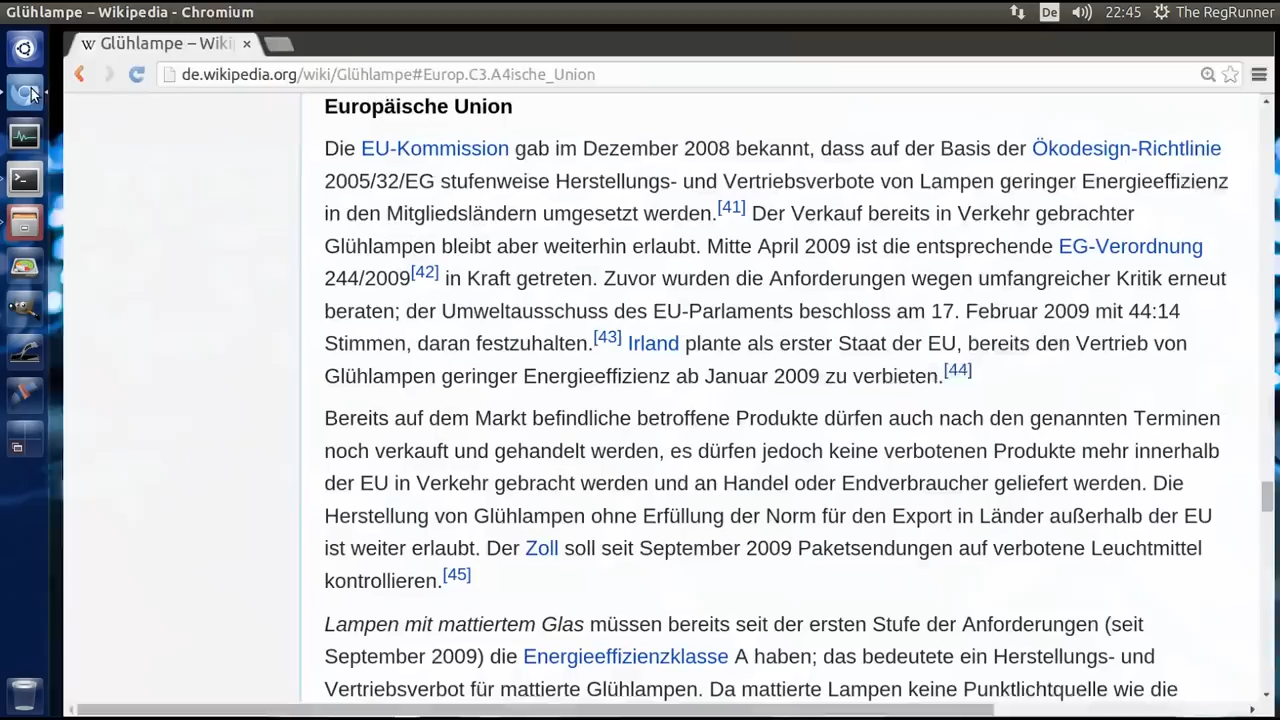 Glühlampe – Wikipedia - Chromium
De 22:45 The RegRunner
W Glühlampe – Wiki ×
de.wikipedia.org/wiki/Glühlampe#Europ.C3.A4ische_Union
Europäische Union
Die EU-Kommission gab im Dezember 2008 bekannt, dass auf der Basis der Ökodesign-Richtlinie
2005/32/EG stufenweise Herstellungs- und Vertriebsverbote von Lampen geringer Energieeffizienz
in den Mitgliedsländern umgesetzt werden.[41] Der Verkauf bereits in Verkehr gebrachter
Glühlampen bleibt aber weiterhin erlaubt. Mitte April 2009 ist die entsprechende EG-Verordnung
244/2009[42] in Kraft getreten. Zuvor wurden die Anforderungen wegen umfangreicher Kritik erneut
beraten; der Umweltausschuss des EU-Parlaments beschloss am 17. Februar 2009 mit 44:14
Stimmen, daran festzuhalten.[43] Irland plante als erster Staat der EU, bereits den Vertrieb von
Glühlampen geringer Energieeffizienz ab Januar 2009 zu verbieten.[44]
Bereits auf dem Markt befindliche betroffene Produkte dürfen auch nach den genannten Terminen
noch verkauft und gehandelt werden, es dürfen jedoch keine verbotenen Produkte mehr innerhalb
der EU in Verkehr gebracht werden und an Handel oder Endverbraucher geliefert werden. Die
Herstellung von Glühlampen ohne Erfüllung der Norm für den Export in Länder außerhalb der EU
ist weiter erlaubt. Der Zoll soll seit September 2009 Paketsendungen auf verbotene Leuchtmittel
kontrollieren.[45]
Lampen mit mattiertem Glas müssen bereits seit der ersten Stufe der Anforderungen (seit
September 2009) die Energieeffizienzklasse A haben; das bedeutete ein Herstellungs- und
Vertriebsverbot für mattierte Glühlampen. Da mattierte Lampen keine Punktlichtquelle wie die